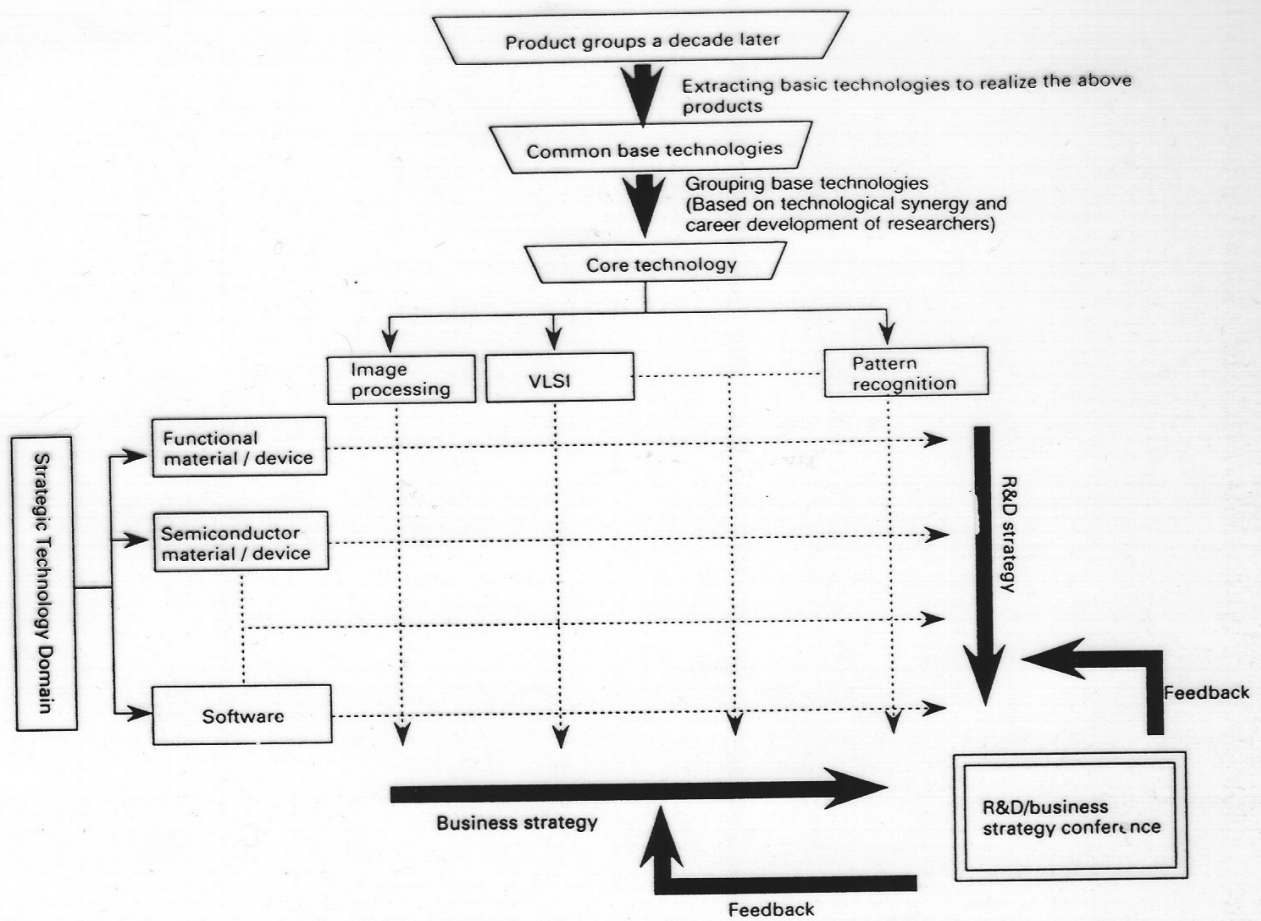 Product groups a decade later
Extracting basic technologies to realize the above
products
Common base technologies
Grouping base technologies
(Based on technological synergy and
career development of researchers)
Core technology
Image
processing
VLSI
Pattern
recognition
Strategic Technology Domain
Functional
material / device
Semiconductor
material / device
Software
R&D strategy
Feedback
Business strategy
R&D/business
strategy conference
Feedback